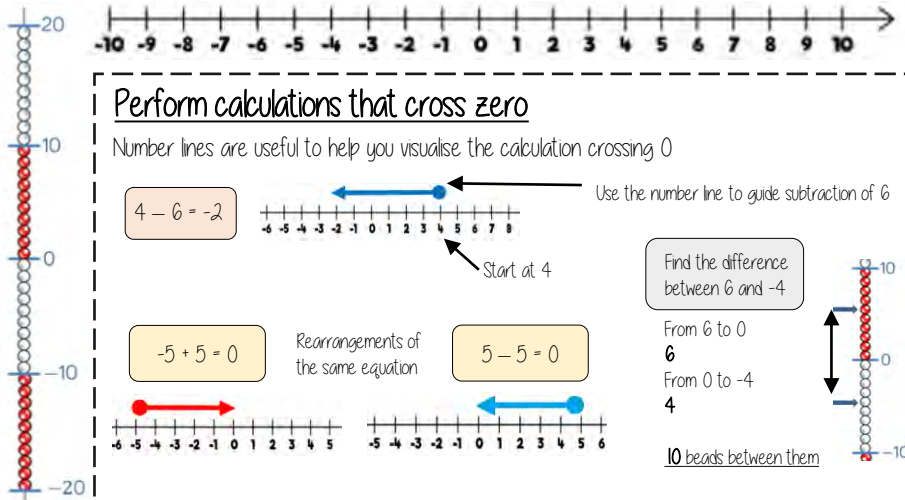 20
10
0
-10
-20
-10 -9 -8 -7 -6 -5 -4 -3 -2 -1 0 1 2 3 4 5 6 7 8 9 10
Perform calculations that cross zero
Number lines are useful to help you visualise the calculation crossing 0
4 – 6 = -2
-6 -5 -4 -3 -2 -1 0 1 2 3 4 5 6 7 8
Use the number line to guide subtraction of 6
Start at 4
-5 + 5 = 0
Rearrangements of
the same equation
5 – 5 = 0
-6 -5 -4 -3 -2 -1 0 1 2 3 4 5
-5 -4 -3 -2 -1 0 1 2 3 4 5 6
Find the difference
between 6 and -4
From 6 to 0
6
From 0 to -4
4
10 beads between them
10
0
-10